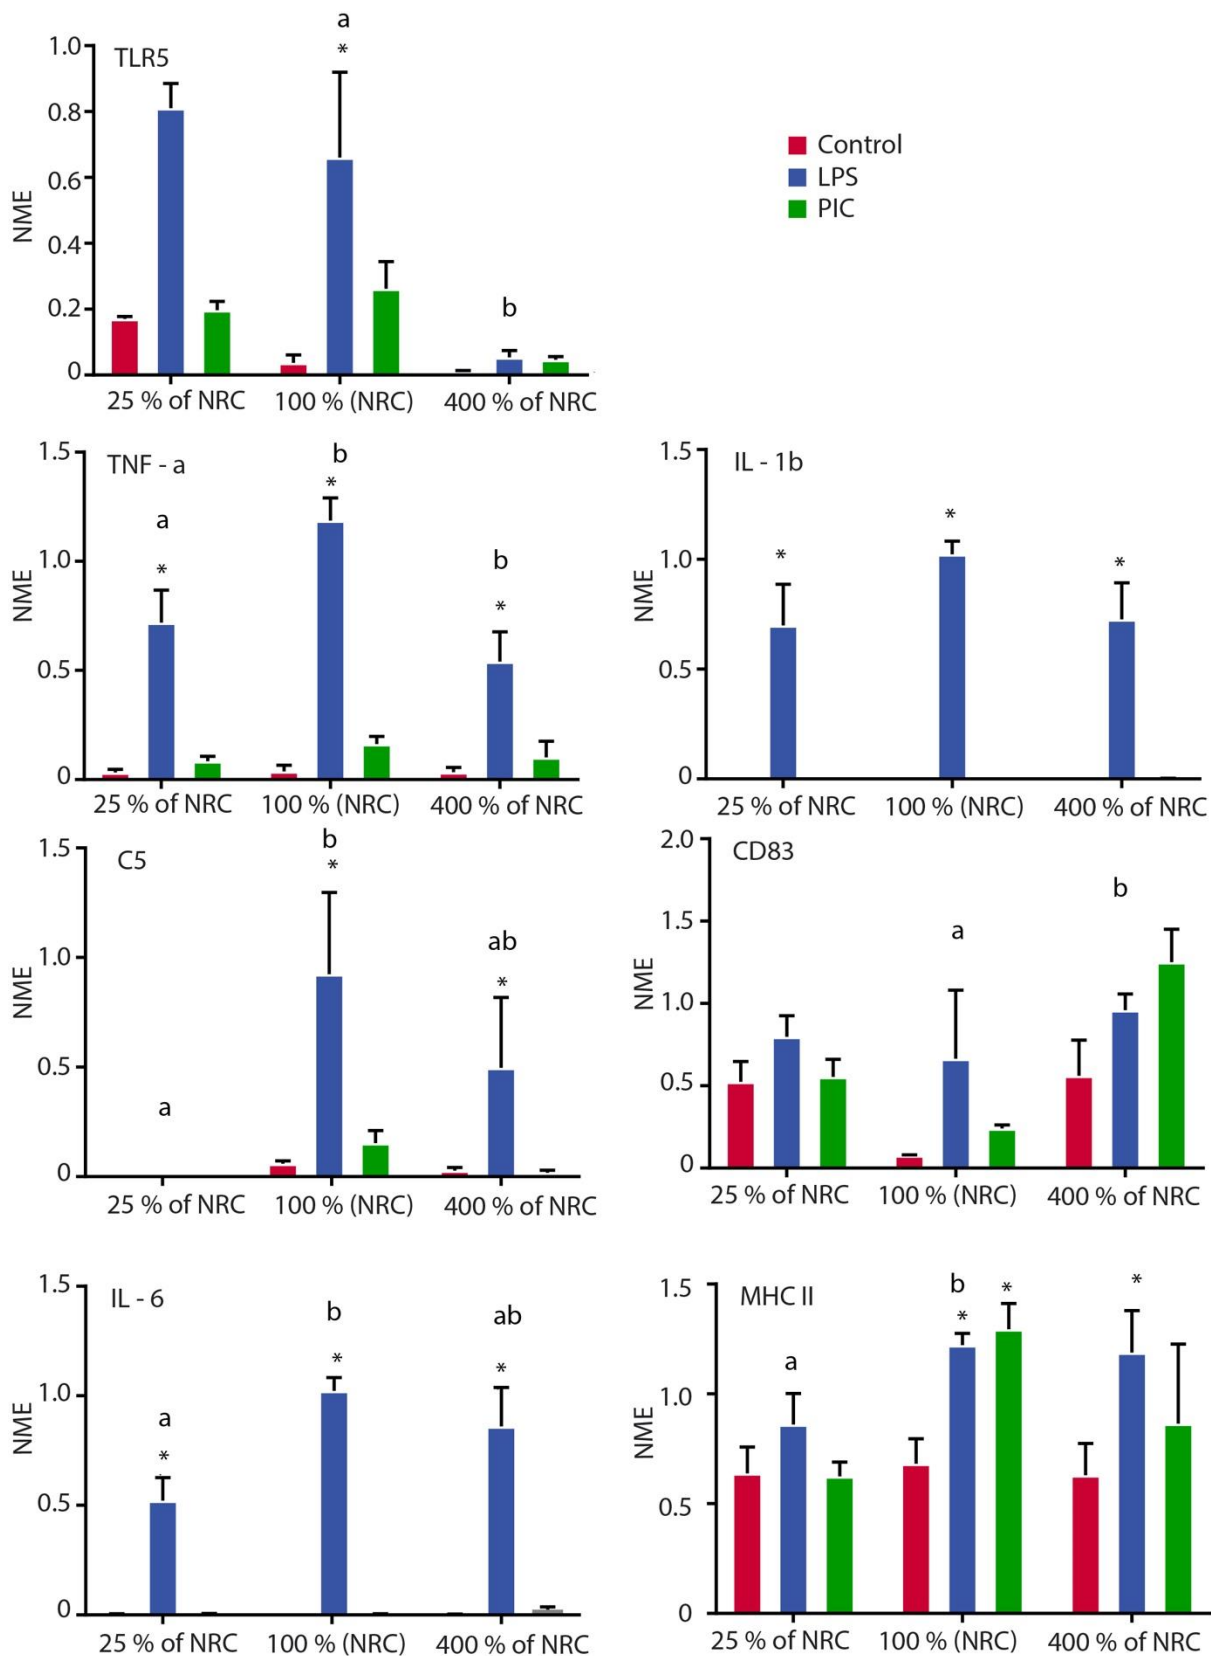 a
*
1.0
TLR5
0.8
0.6
NME
0.4
0.2
b
0
25 % of NRC 100 % (NRC) 400 % of NRC
Control
LPS
PIC
1.5
TNF - a
b
*
a
*
1.0
b
*
NME
0.5
0
25 % of NRC 100 % (NRC) 400 % of NRC
1.5
IL - 1b
*
*
*
1.0
NME
0.5
0
25 % of NRC 100 % (NRC) 400 % of NRC
b
*
1.5
C5
ab
*
1.0
NME
0.5
a
0
25 % of NRC 100 % (NRC) 400 % of NRC
2.0
CD83
b
1.5
a
NME
1.0
0.5
0
25 % of NRC 100 % (NRC) 400 % of NRC
1.5
IL - 6
b
ab
*
*
a
*
1.0
NME
0.5
0
25 % of NRC 100 % (NRC) 400 % of NRC
1.5
MHC II
b
*
*
*
a
1.0
NME
0.5
0
25 % of NRC 100 % (NRC) 400 % of NRC